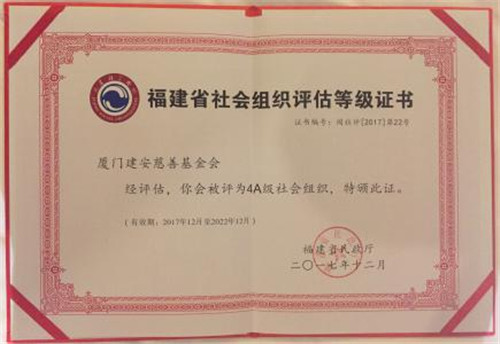 福建省社会组织评估等级证书
证书编号：闽社评[2017]第22号
厦门建安慈善基金会
经评估，你会被评为4A级社会组织，特颁此证。
（有效期：2017年12月至2022年12月）
福建省民政厅
二〇一七年十二月